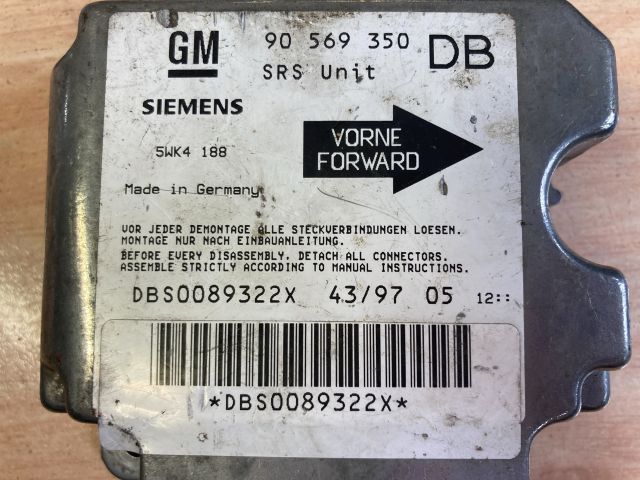 GM 90 569 350 DB
SRS Unit
SIEMENS
5WK4 188
VORNE
FORWARD
Made in Germany
VOR JEDER DEMONTAGE ALLE STECKVERBINDUNGEN LOESEN.
MONTAGE NUR NACH EINBAUANLEITUNG.
BEFORE EVERY DISASSEMBLY, DETACH ALL CONNECTORS.
ASSEMBLE STRICTLY ACCORDING TO MANUAL INSTRUCTIONS.
DBS0089322X 43/97 05 12::
*DBS0089322X*